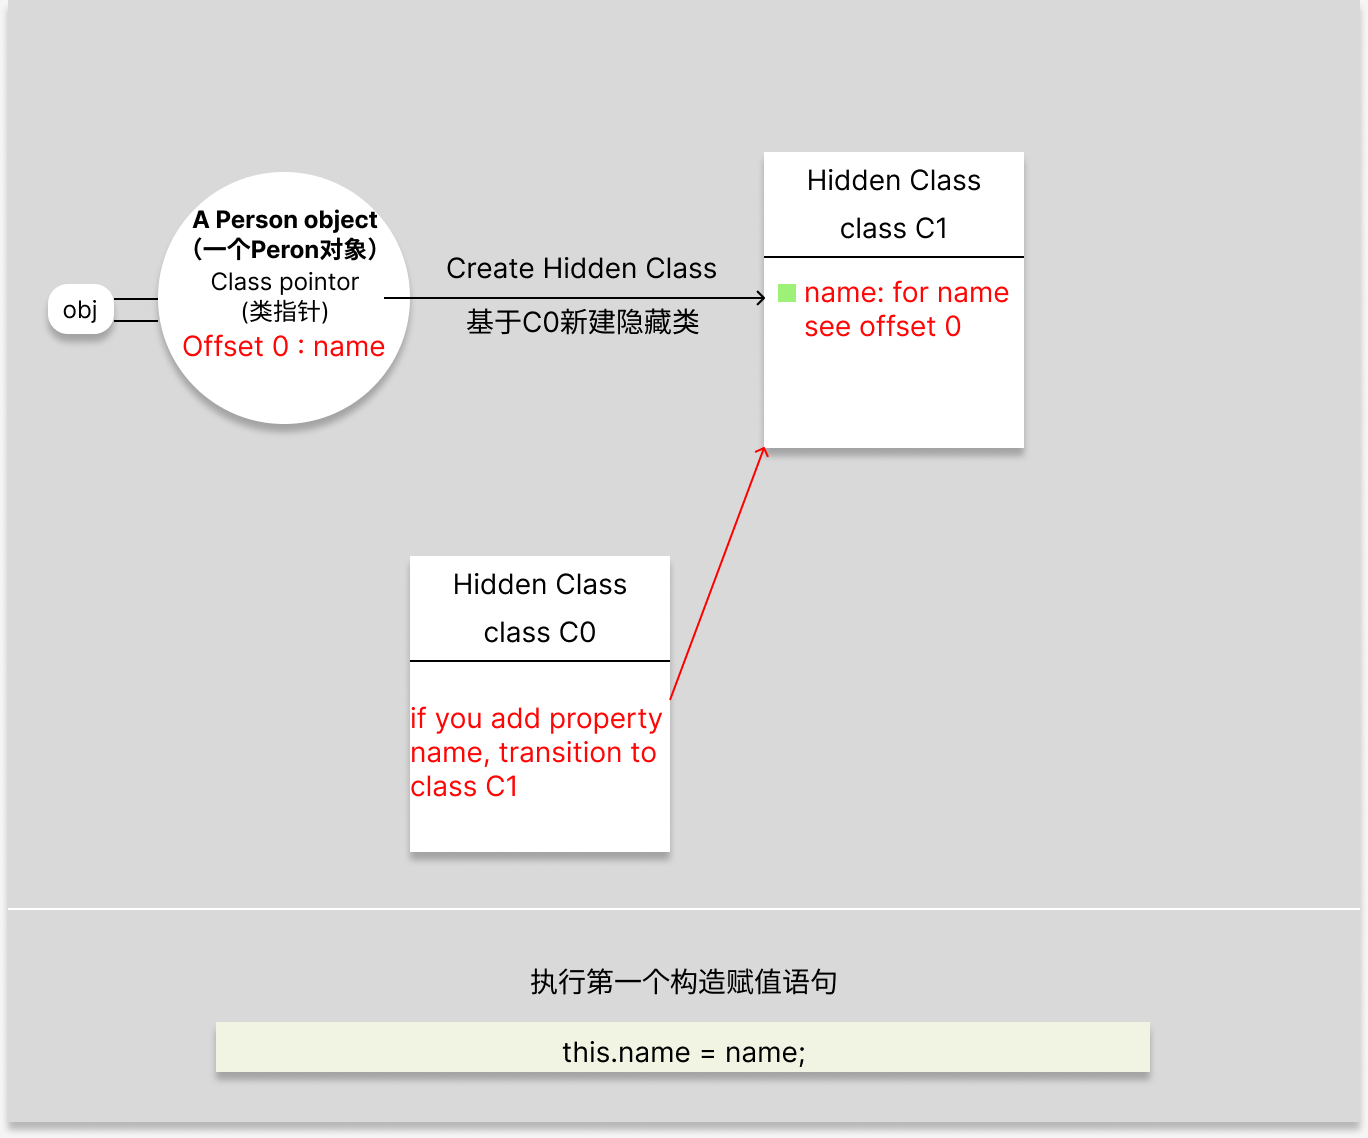 obj
A Person object
（一个Peron对象）
Class pointor
(类指针)
Offset 0 : name
Create Hidden Class
基于C0新建隐藏类
Hidden Class
class C1
name: for name
see offset 0
Hidden Class
class C0
if you add property
name, transition to
class C1
执行第一个构造赋值语句
this.name = name;